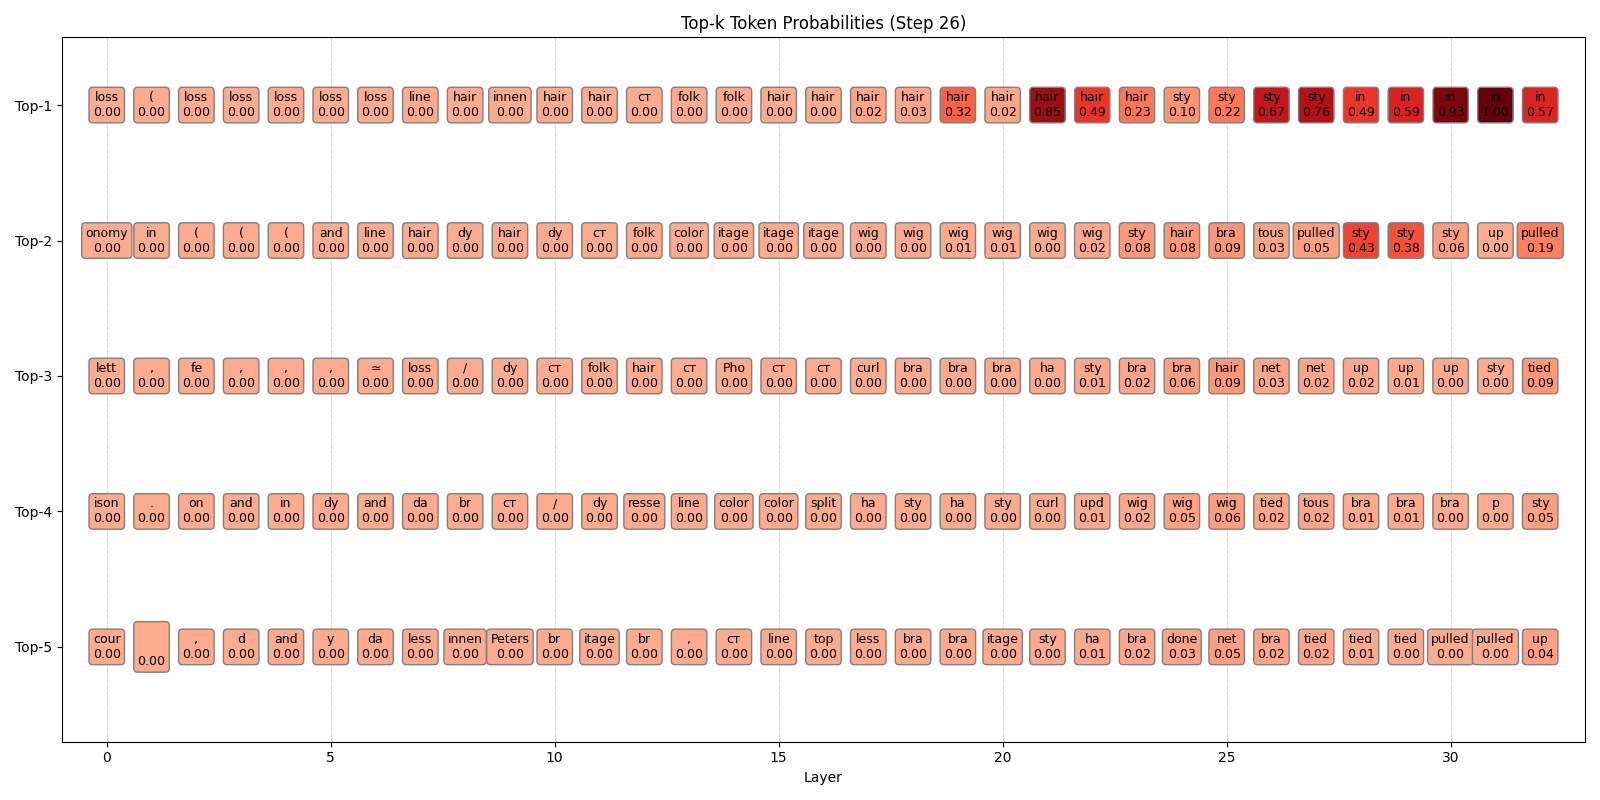 Top-k Token Probabilities (Step 26)
Top-1
loss ( loss loss loss loss loss line hair innen hair hair ст folk folk hair hair hair hair hair hair hair hair hair sty sty sty sty in in in in in
0.00 0.00 0.00 0.00 0.00 0.00 0.00 0.00 0.00 0.00 0.00 0.00 0.00 0.00 0.00 0.00 0.00 0.02 0.03 0.32 0.02 0.85 0.49 0.23 0.10 0.22 0.67 0.76 0.49 0.59 0.93 1.00 0.57
Top-2
onomy in ( ( ( and line hair dy hair dy ст folk color itage itage itage wig wig wig wig wig wig sty hair bra tous pulled sty sty sty up pulled
0.00 0.00 0.00 0.00 0.00 0.00 0.00 0.00 0.00 0.00 0.00 0.00 0.00 0.00 0.00 0.00 0.00 0.00 0.00 0.01 0.01 0.00 0.02 0.08 0.08 0.09 0.03 0.05 0.43 0.38 0.06 0.00 0.19
Top-3
lett , fe , , , ≃ loss / dy ст folk hair ст Pho ст ст curl bra bra bra ha sty bra bra hair net net up up up sty tied
0.00 0.00 0.00 0.00 0.00 0.00 0.00 0.00 0.00 0.00 0.00 0.00 0.00 0.00 0.00 0.00 0.00 0.00 0.00 0.00 0.00 0.00 0.01 0.02 0.06 0.09 0.03 0.02 0.02 0.01 0.00 0.00 0.09
Top-4
ison . on and in dy and da br ст / dy resse line color color split ha sty ha sty curl upd wig wig wig tied tous bra bra bra p sty
0.00 0.00 0.00 0.00 0.00 0.00 0.00 0.00 0.00 0.00 0.00 0.00 0.00 0.00 0.00 0.00 0.00 0.00 0.00 0.00 0.00 0.00 0.01 0.02 0.05 0.06 0.02 0.02 0.01 0.01 0.00 0.00 0.05
Top-5
cour , d and y da less innen Peters br itage br , ст line top less bra bra itage sty ha bra done net bra tied tied tied pulled pulled up
0.00 0.00 0.00 0.00 0.00 0.00 0.00 0.00 0.00 0.00 0.00 0.00 0.00 0.00 0.00 0.00 0.00 0.00 0.00 0.00 0.00 0.00 0.01 0.02 0.03 0.05 0.02 0.02 0.01 0.00 0.00 0.00 0.04
0 5 10 15 20 25 30
Layer